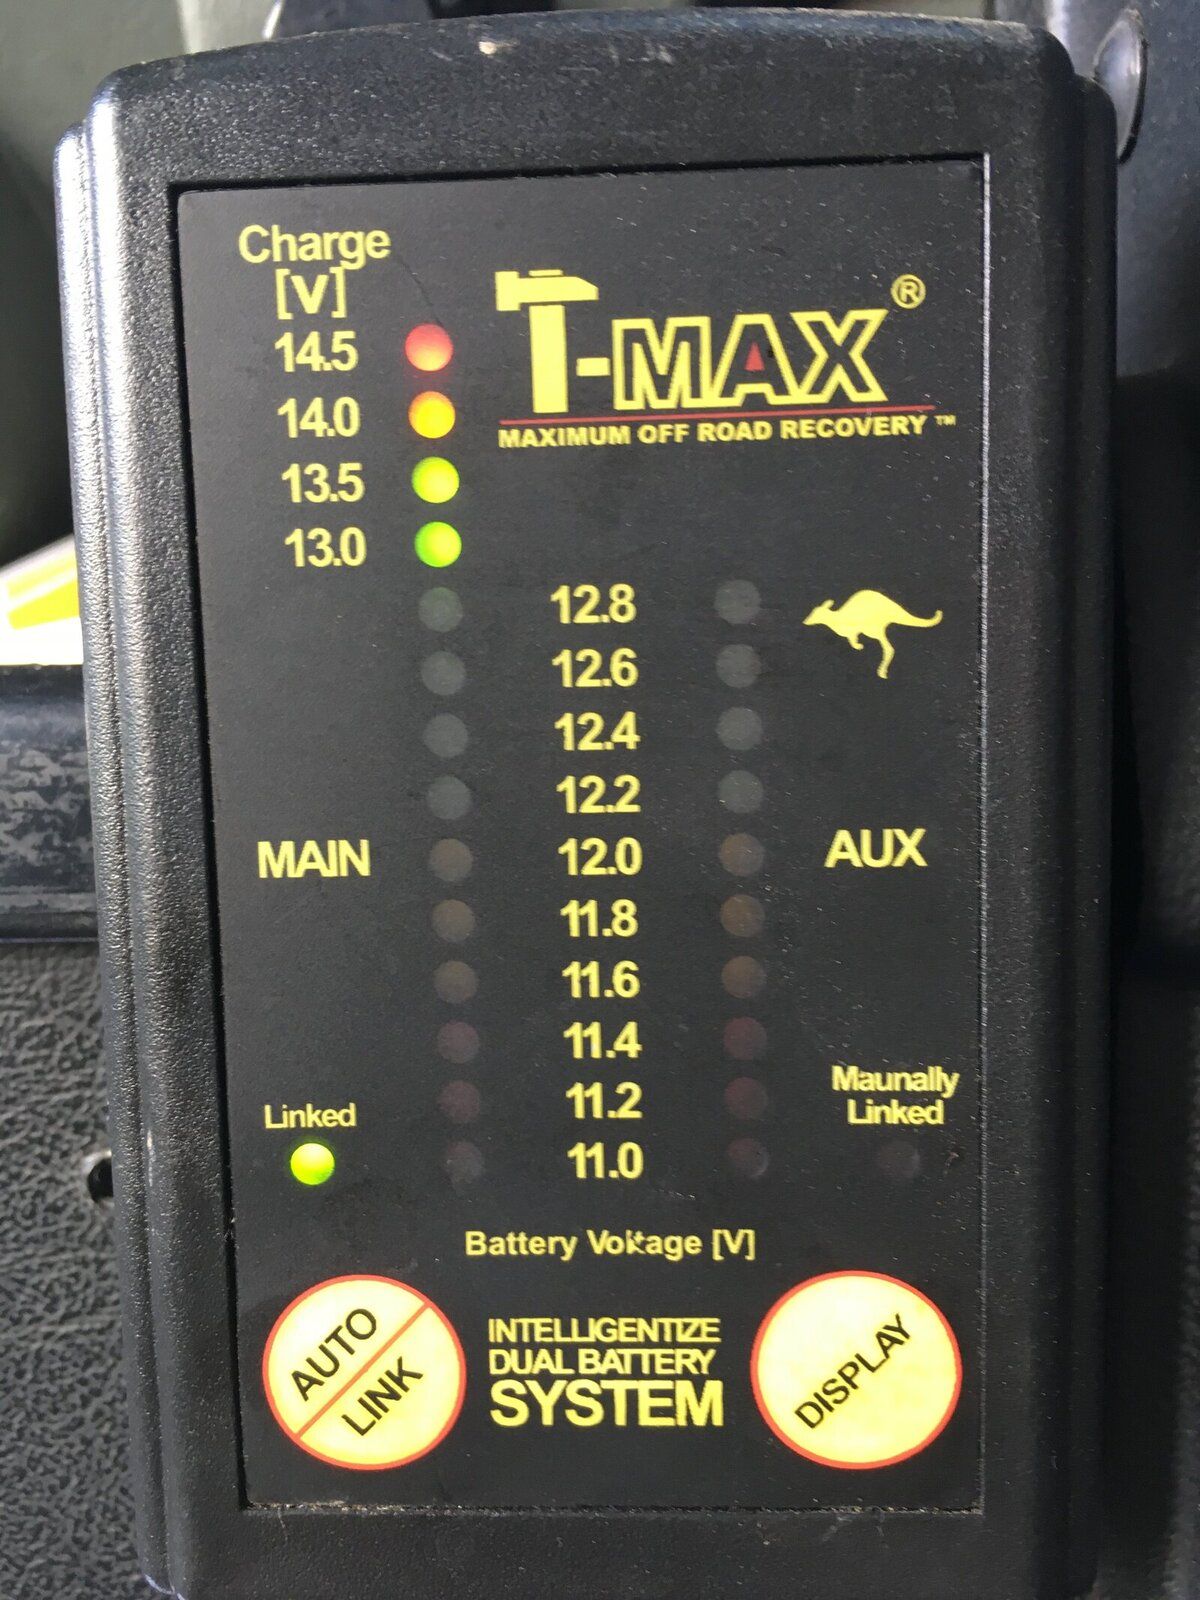 Charge
[V]
14.5
14.0
13.5
13.0
T-MAX®
MAXIMUM OFF ROAD RECOVERY™
12.8
12.6
12.4
12.2
12.0
11.8
11.6
11.4
11.2
11.0
MAIN
AUX
Linked
Maunally
Linked
Battery Voltage [V]
AUTO
LINK
INTELLIGENTIZE
DUAL BATTERY
SYSTEM
DISPLAY